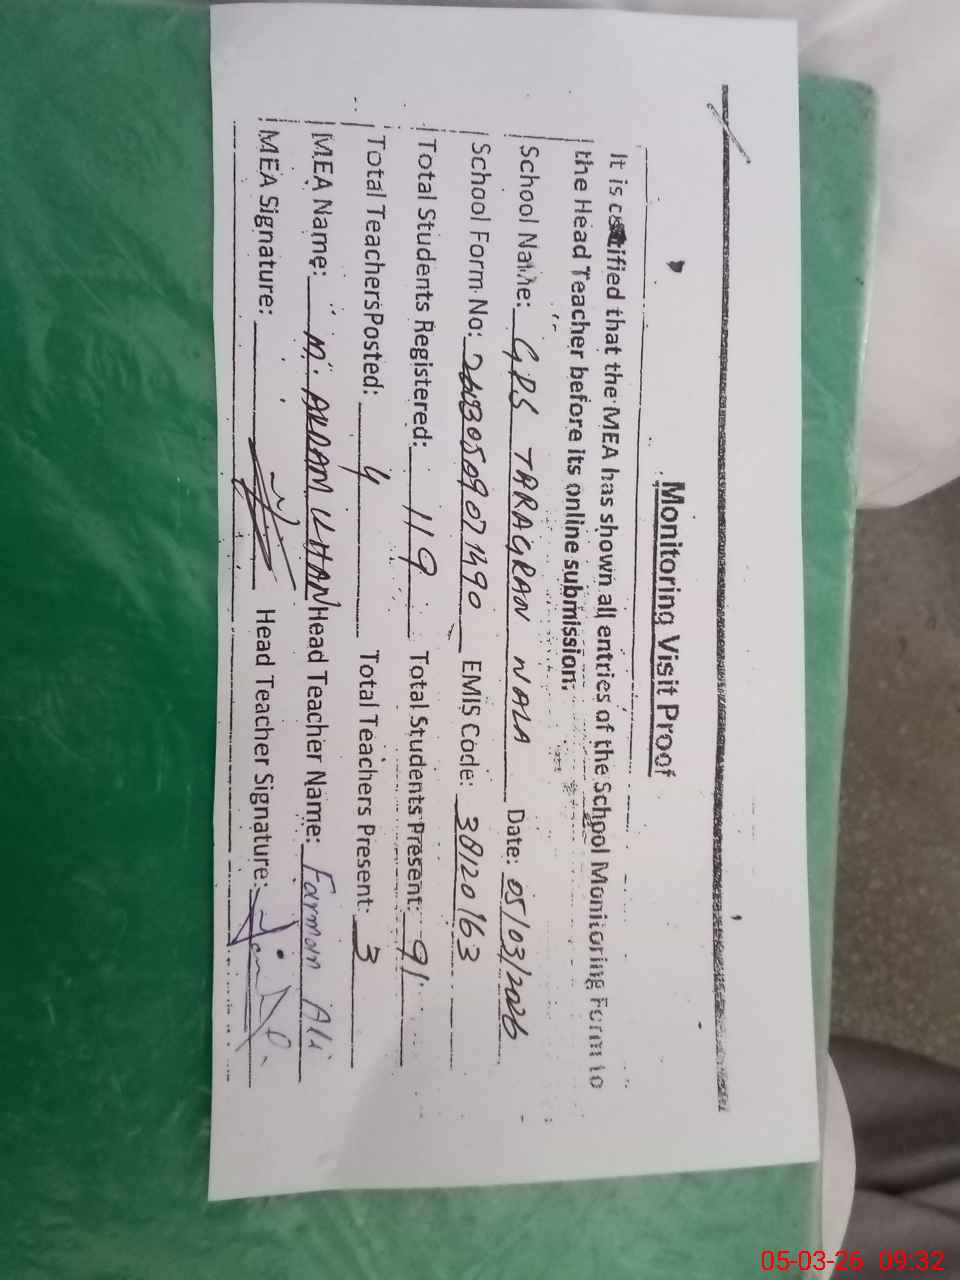 Monitoring Visit Proof
It is certified that the MEA has shown all entries of the School Monitoring Form to
the Head Teacher before its online submission.
School Name: GPS TARAGRAN NALA Date: 05/03/2026
School Form No: EMIS Code: 38120163
Total Students Registered: 119 Total Students Present: 91
Total Teachers Posted: 4 Total Teachers Present: 3
MEA Name: M. AKRAM KHAN Head Teacher Name: Farman Ali
MEA Signature: Head Teacher Signature:
05-03-26 09:32